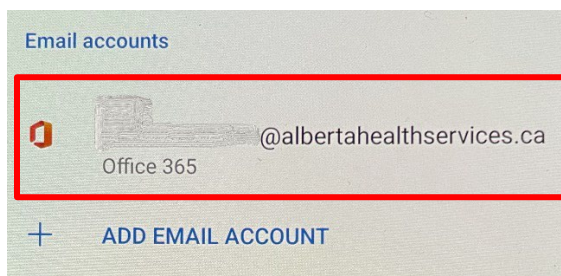 Email accounts
@albertahealthservices.ca
Office 365
ADD EMAIL ACCOUNT